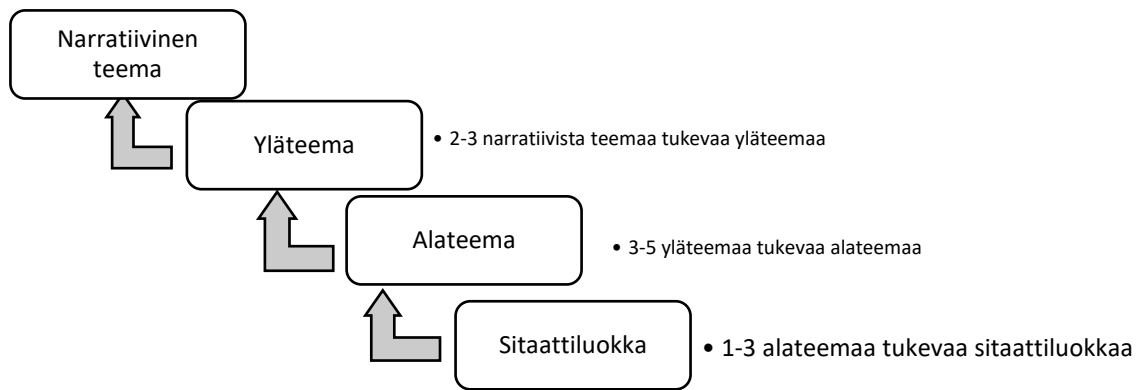 Narratiivinen
teema
Yläteema
• 2-3 narratiivista teemaa tukevaa yläteemaa
Alateema
• 3-5 yläteemaa tukevaa alateemaa
Sitaattiluokka
• 1-3 alateemaa tukevaa sitaattiluokkaa